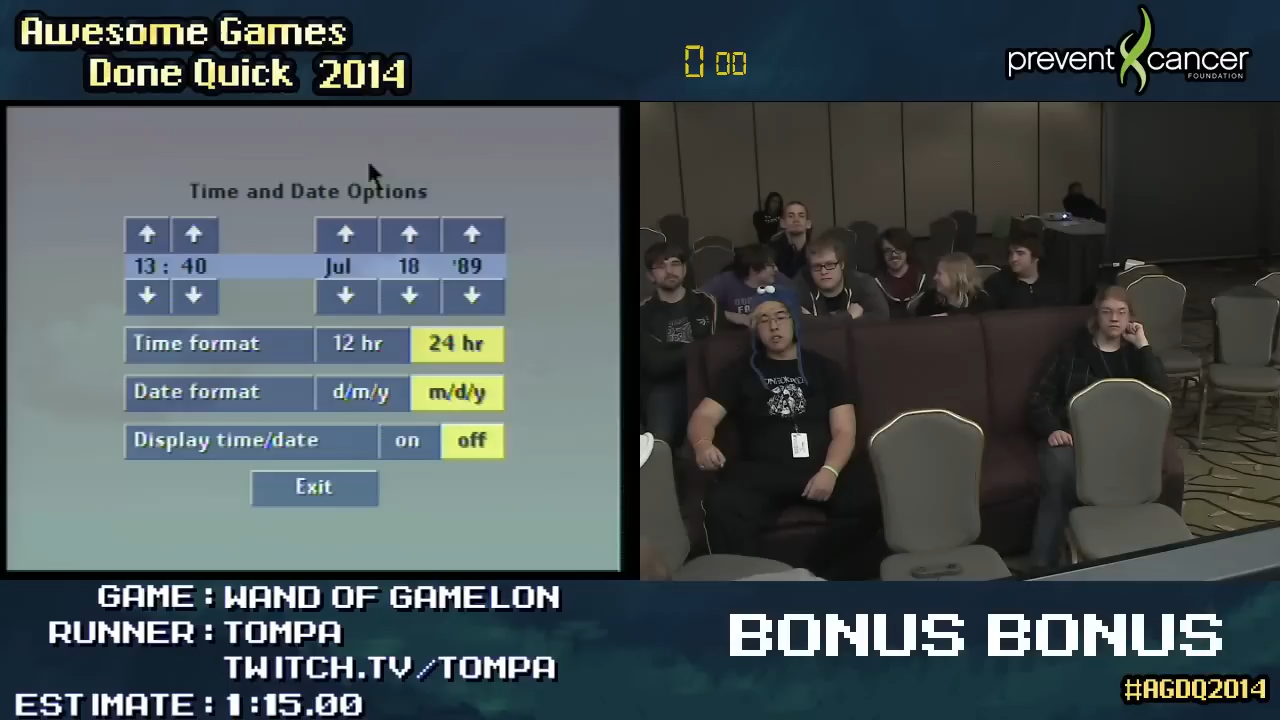 Awesome Games
Done Quick 2014
0 00
prevent cancer
FOUNDATION
Time and Date Options
13 : 40 Jul 18 '89
Time format 12 hr 24 hr
Date format d/m/y m/d/y
Display time/date on off
Exit
GAME : WAND OF GAMELON
RUNNER : TOMPA
TWITCH.TV/TOMPA
ESTIMATE : 1:15.00
BONUS BONUS
#AGDQ2014